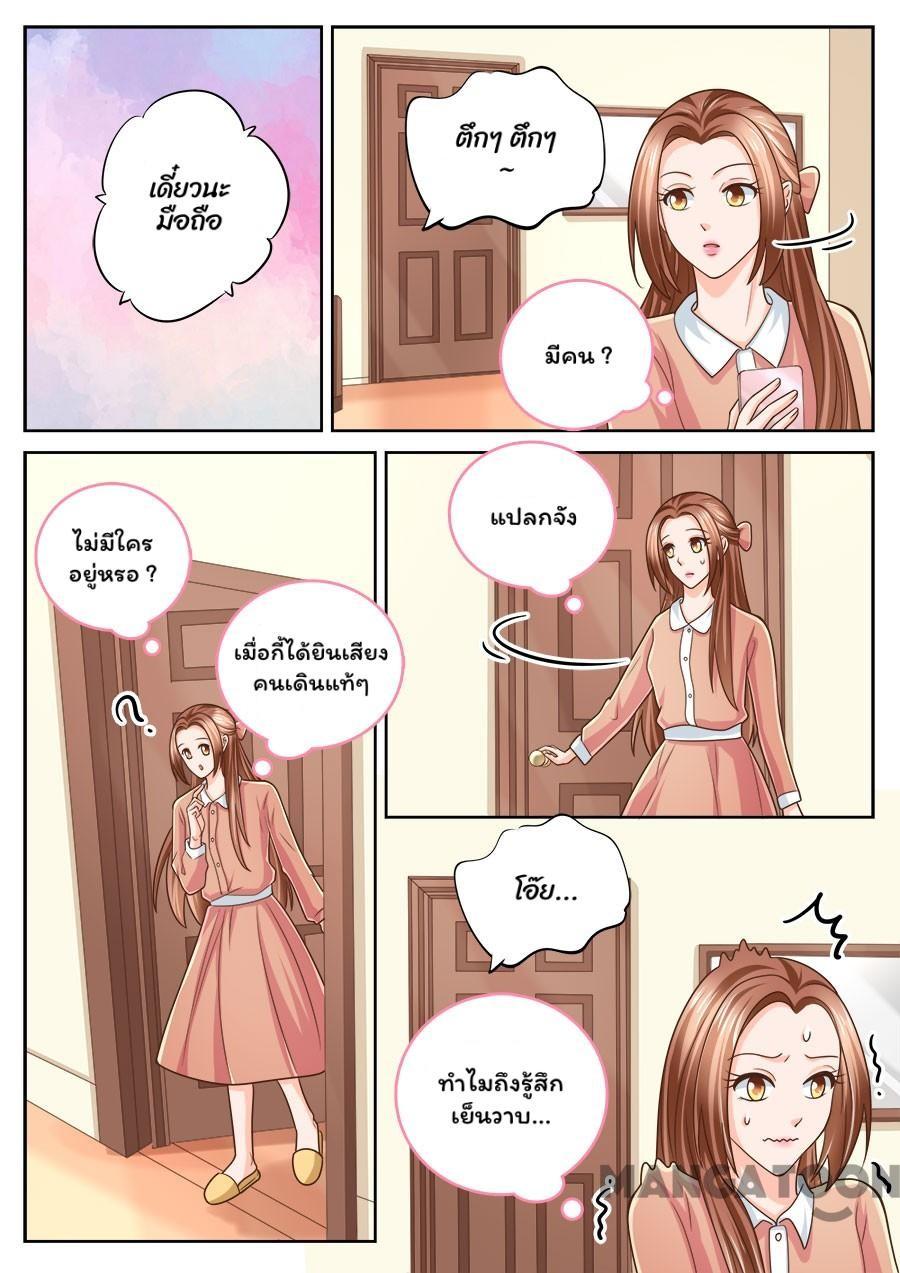 เดี๋ยวนะ
มือถือ
ตึกๆ ตึกๆ
~
มีคน ?
ไม่มีใคร
อยู่หรอ ?
เมื่อกี้ได้ยินเสียง
คนเดินแท้ๆ
แปลกจัง
โอ๊ย...
ทำไมถึงรู้สึก
เย็นวาบ...
MANGATOON